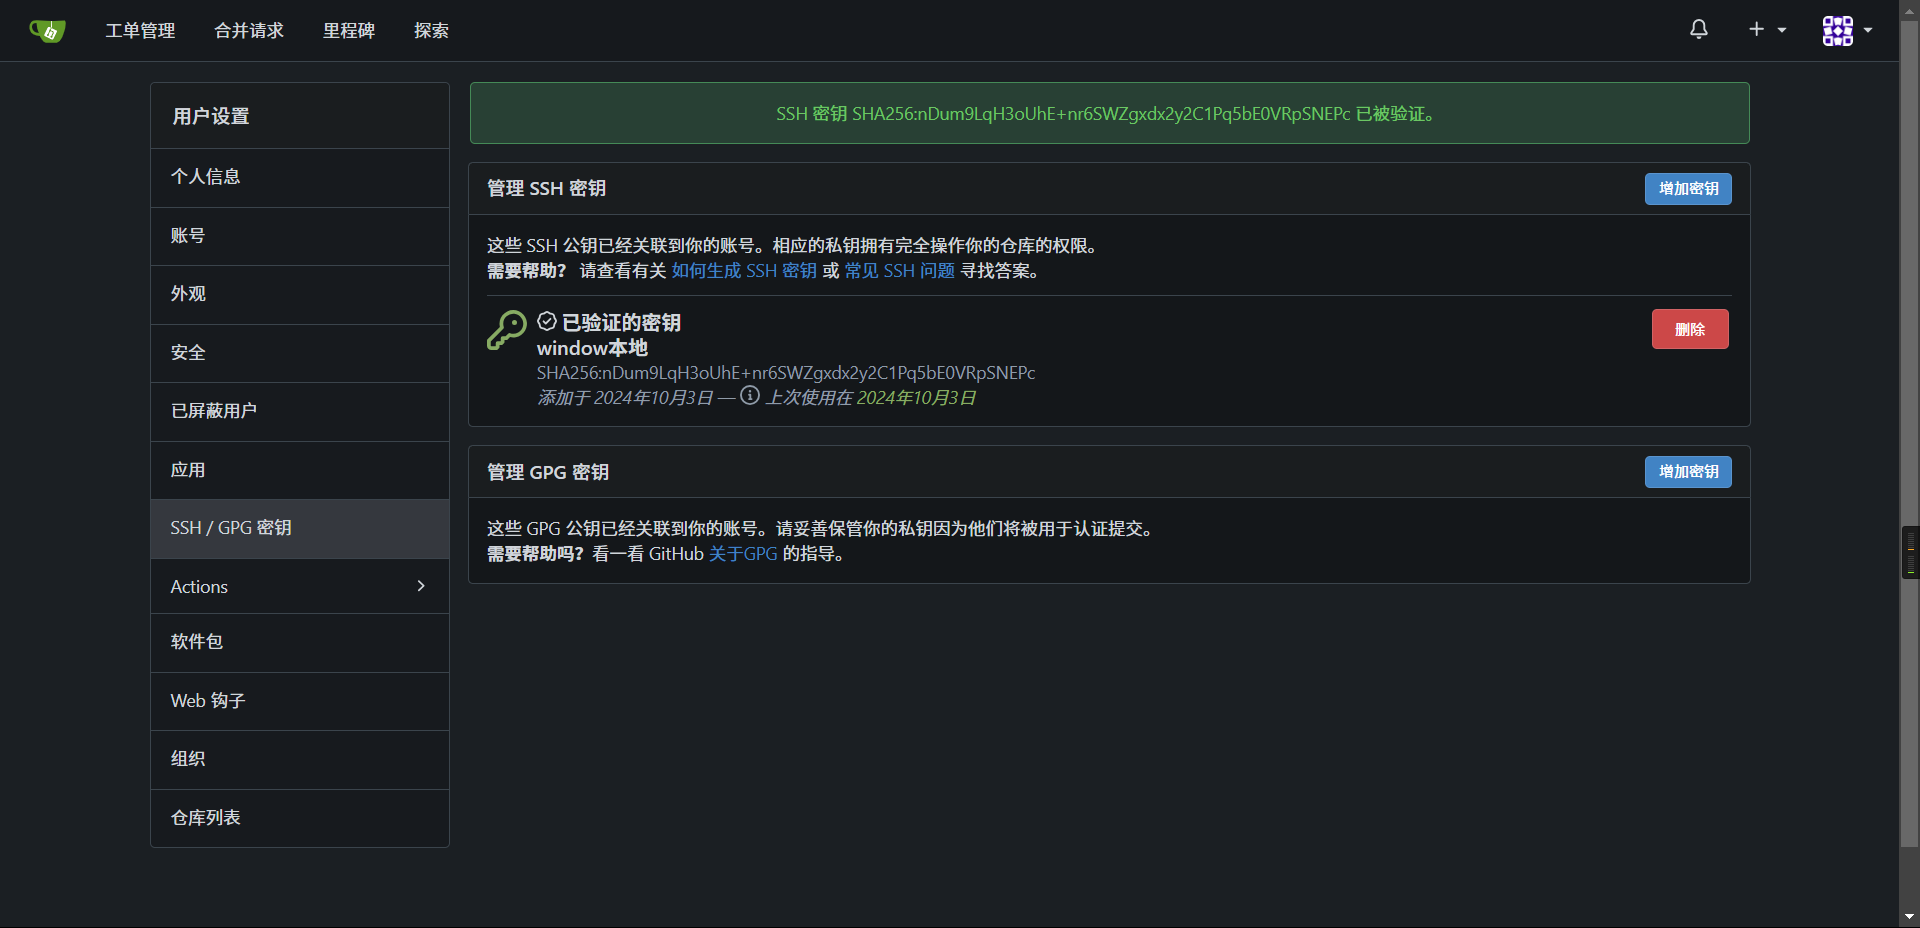 工单管理 合并请求 里程碑 探索
用户设置
个人信息
账号
外观
安全
已屏蔽用户
应用
SSH / GPG 密钥
Actions
软件包
Web 钩子
组织
仓库列表
SSH 密钥 SHA256:nDum9LqH3oUhE+nr6SWZgxdx2y2C1Pq5bE0VRpSNEPc 已被验证。
管理 SSH 密钥
增加密钥
这些 SSH 公钥已经关联到你的账号。相应的私钥拥有完全操作你的仓库的权限。
需要帮助？ 请查看有关 如何生成 SSH 密钥 或 常见 SSH 问题 寻找答案。
已验证的密钥
window本地
SHA256:nDum9LqH3oUhE+nr6SWZgxdx2y2C1Pq5bE0VRpSNEPc
添加于 2024年10月3日 — 上次使用在 2024年10月3日
删除
管理 GPG 密钥
增加密钥
这些 GPG 公钥已经关联到你的账号。请妥善保管你的私钥因为他们将被用于认证提交。
需要帮助吗？看一看 GitHub 关于GPG 的指导。